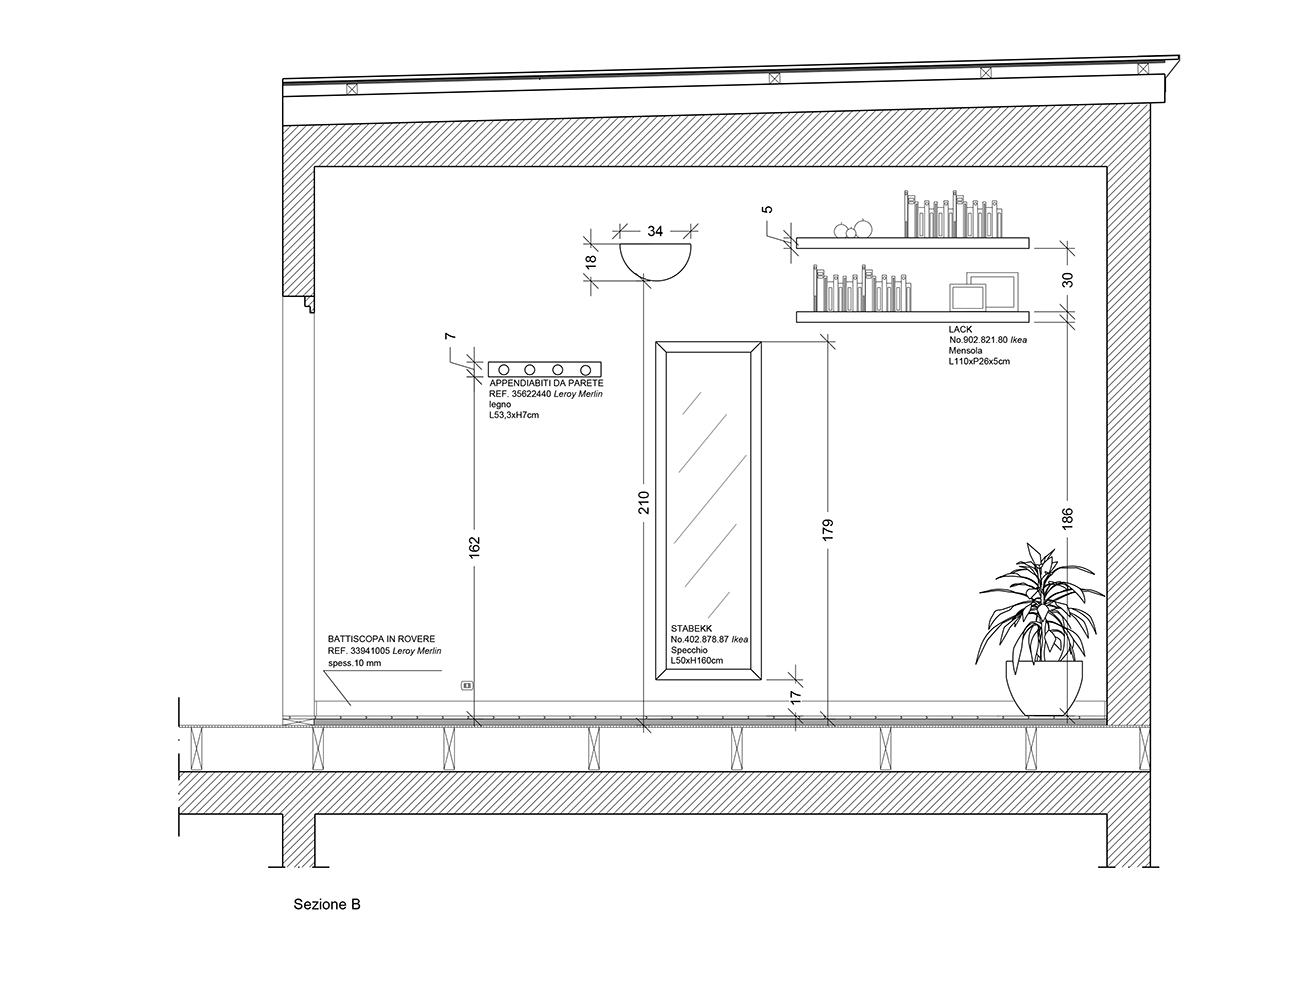 5
34
18
30
7
LACK
No.902.821.80 Ikea
Mensola
L110xP26x5cm
APPENDIABITI DA PARETE
REF. 35622440 Leroy Merlin
legno
L53,3xH7cm
210
186
179
162
STABEKK
No.402.878.87 Ikea
Specchio
L50xH160cm
BATTISCOPA IN ROVERE
REF. 33941005 Leroy Merlin
spess.10 mm
17
Sezione B